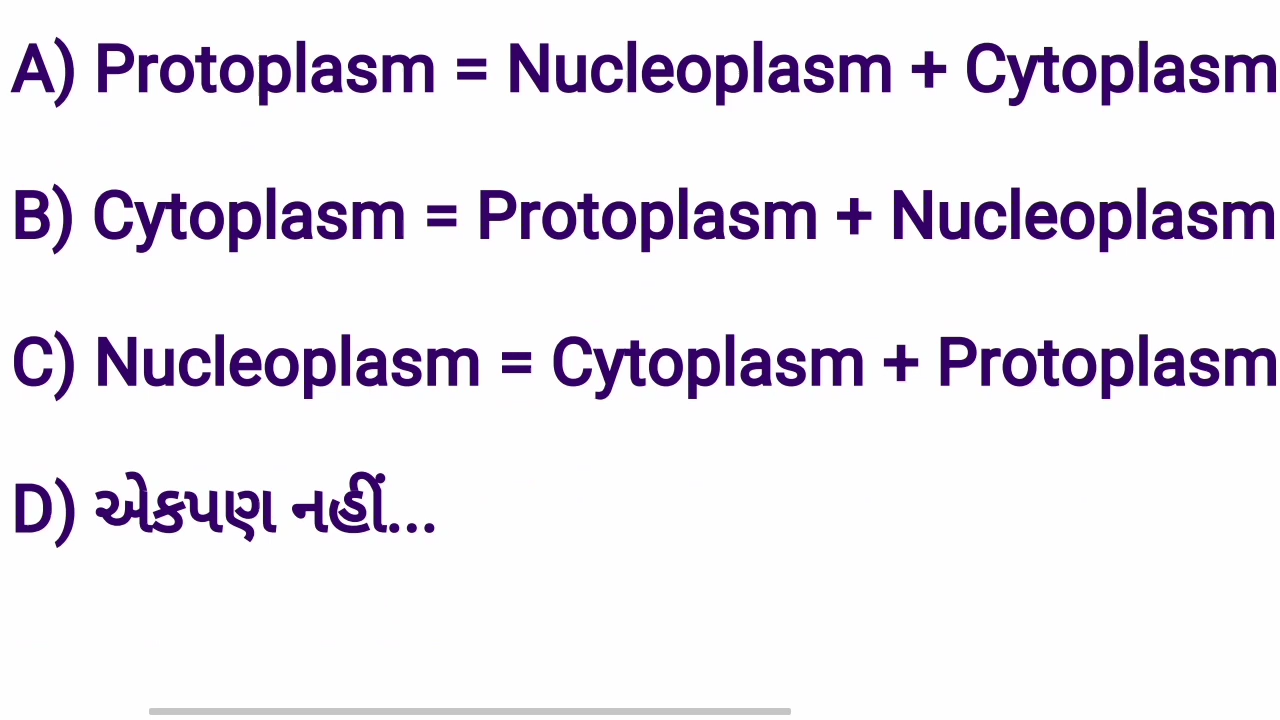 A) Protoplasm = Nucleoplasm + Cytoplasm
B) Cytoplasm = Protoplasm + Nucleoplasm
C) Nucleoplasm = Cytoplasm + Protoplasm
D) એકપણ નહીં...